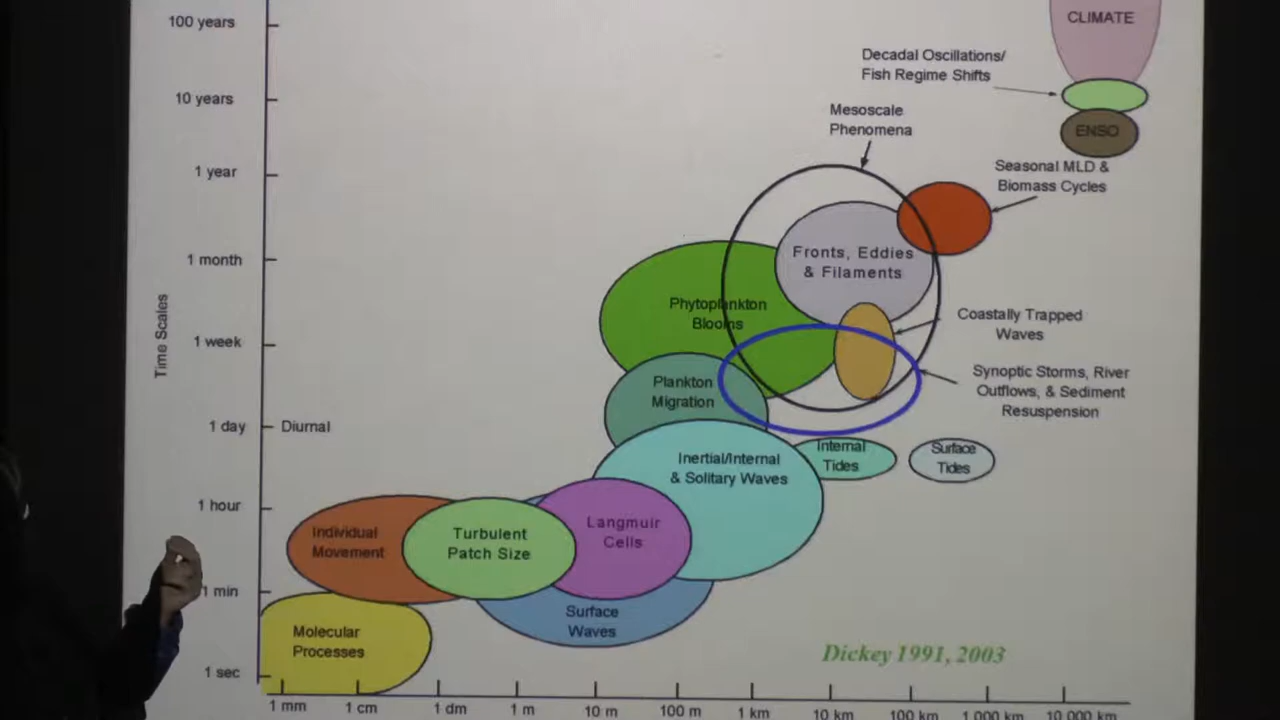 100 years
CLIMATE
Decadal Oscillations/
Fish Regime Shifts
10 years
Mesoscale
Phenomena
ENSO
1 year
Seasonal MLD &
Biomass Cycles
1 month
Fronts, Eddies
& Filaments
Phytoplankton
Blooms
Coastally Trapped
Waves
Time Scales
1 week
Synoptic Storms, River
Outflows, & Sediment
Resuspension
Plankton
Migration
1 day
Diurnal
Internal
Tides
Surface
Tides
Inertial/Internal
& Solitary Waves
1 hour
Individual
Movement
Turbulent
Patch Size
Langmuir
Cells
1 min
Surface
Waves
Molecular
Processes
Dickey 1991, 2003
1 sec
1 mm 1 cm 1 dm 1 m 10 m 100 m 1 km 10 km 100 km 1 000 km 10 000 km